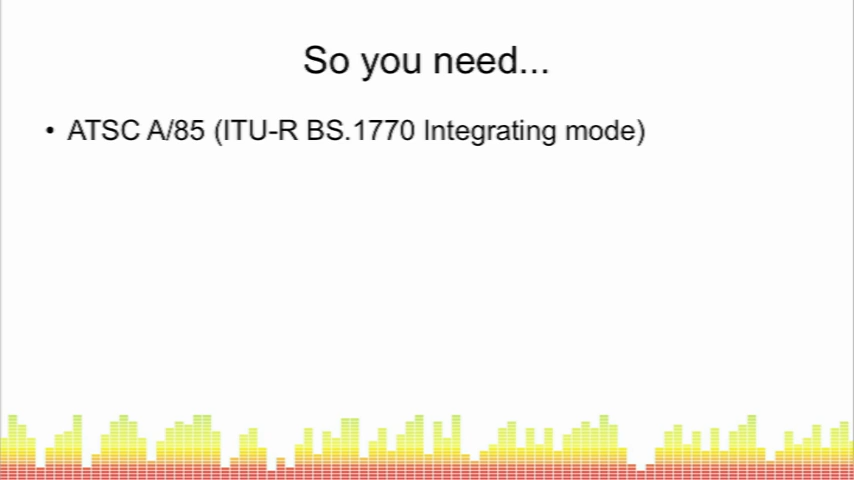 So you need...
• ATSC A/85 (ITU-R BS.1770 Integrating mode)